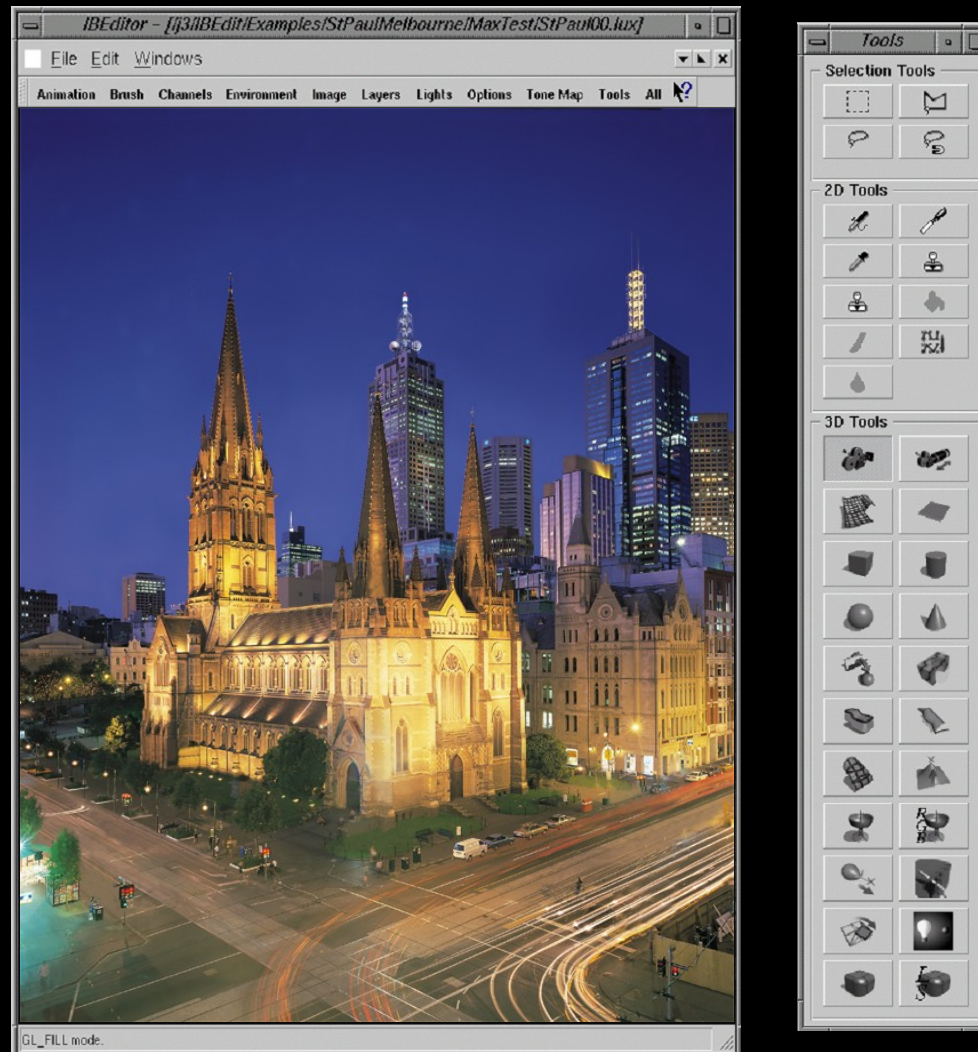 IBEditor - [/j3/IBEdit/Examples/StPaulMelbourne/MaxTest/StPaul00.lux]
File Edit Windows
Animation Brush Channels Environment Image Layers Lights Options Tone Map Tools All
GL_FILL mode.
Tools
Selection Tools
2D Tools
3D Tools
R
G
B
L
S